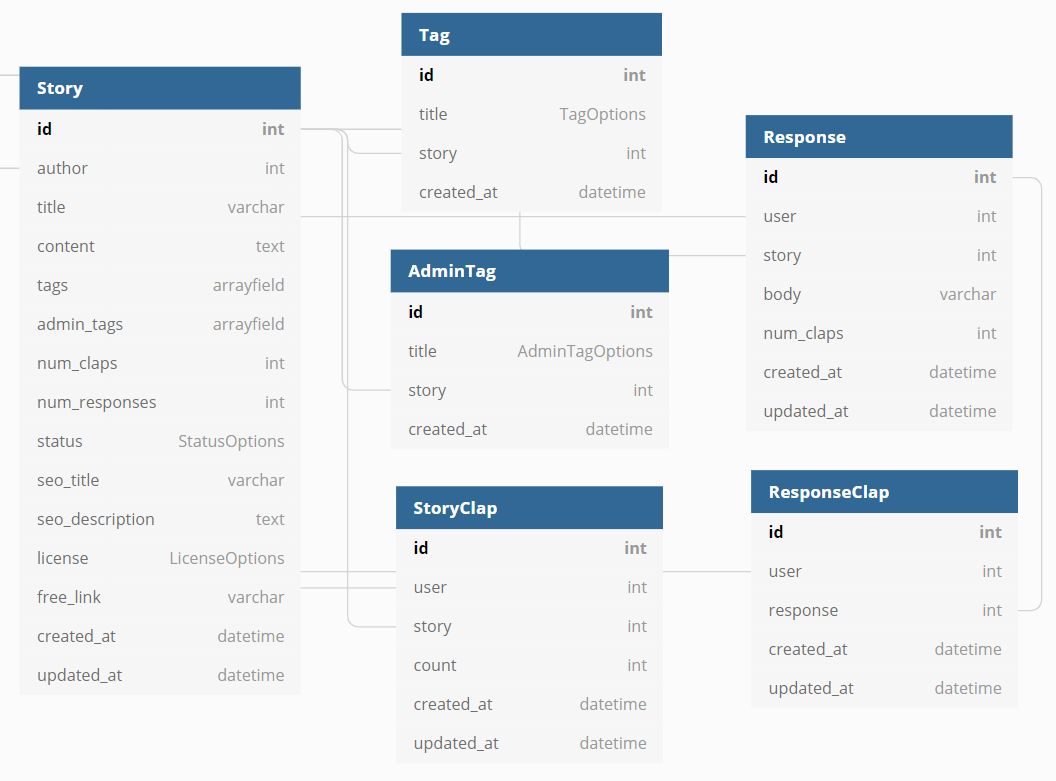 Story
id int
author int
title varchar
content text
tags arrayfield
admin_tags arrayfield
num_claps int
num_responses int
status StatusOptions
seo_title varchar
seo_description text
license LicenseOptions
free_link varchar
created_at datetime
updated_at datetime
Tag
id int
title TagOptions
story int
created_at datetime
AdminTag
id int
title AdminTagOptions
story int
created_at datetime
StoryClap
id int
user int
story int
count int
created_at datetime
updated_at datetime
Response
id int
user int
story int
body varchar
num_claps int
created_at datetime
updated_at datetime
ResponseClap
id int
user int
response int
created_at datetime
updated_at datetime